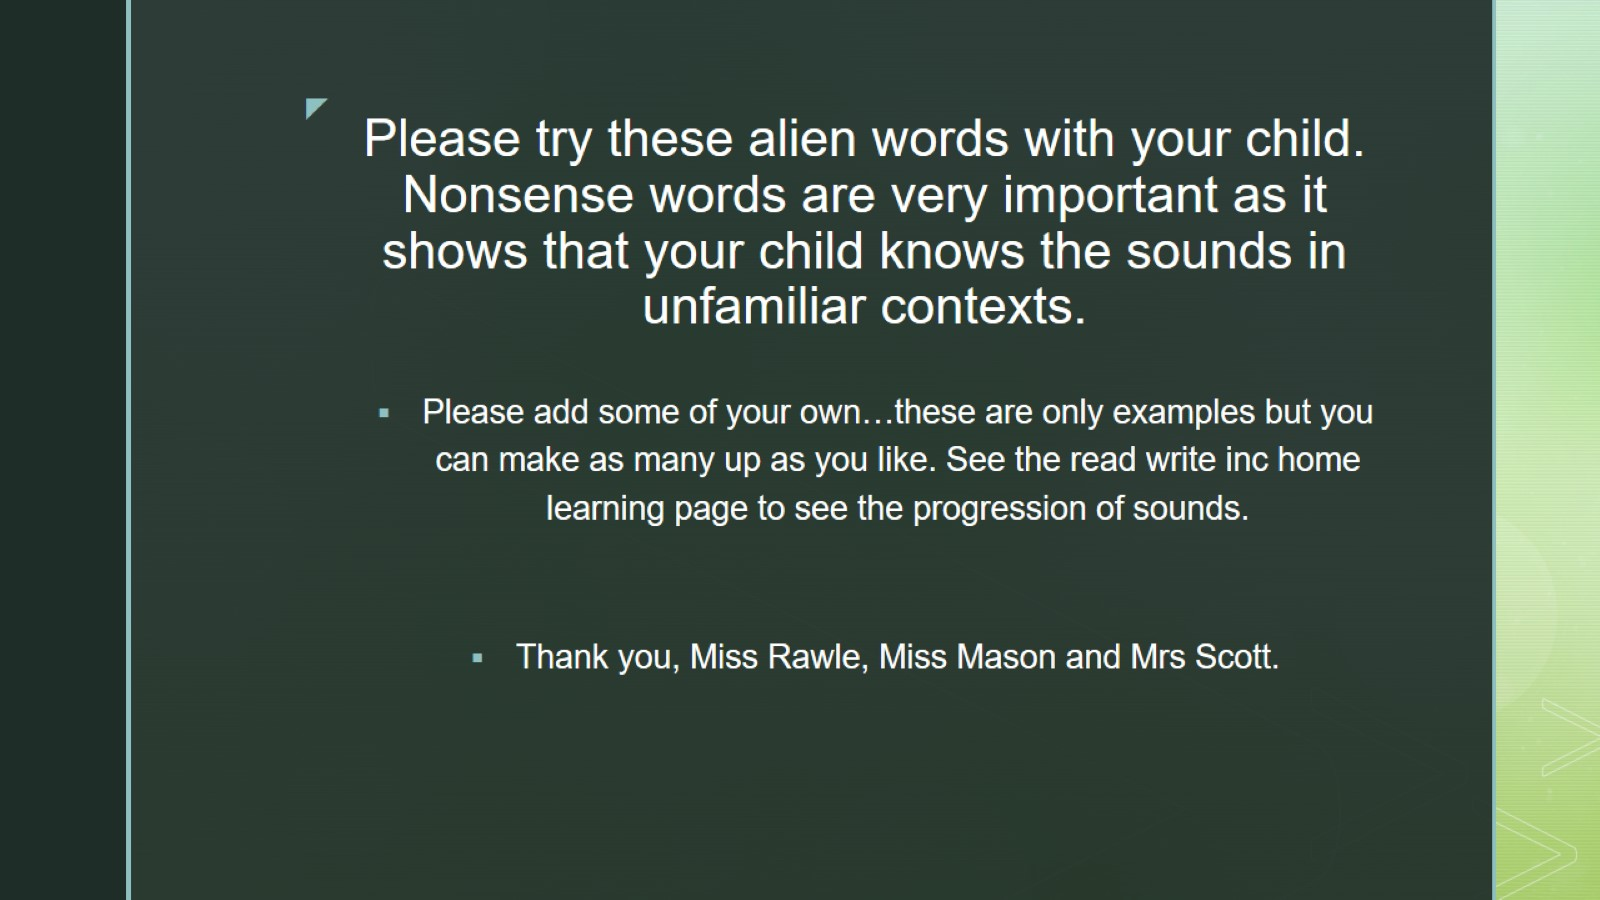 Please try these alien words with your child.
Nonsense words are very important as it
shows that your child knows the sounds in
unfamiliar contexts.
Please add some of your own…these are only examples but you
can make as many up as you like. See the read write inc home
learning page to see the progression of sounds.
Thank you, Miss Rawle, Miss Mason and Mrs Scott.